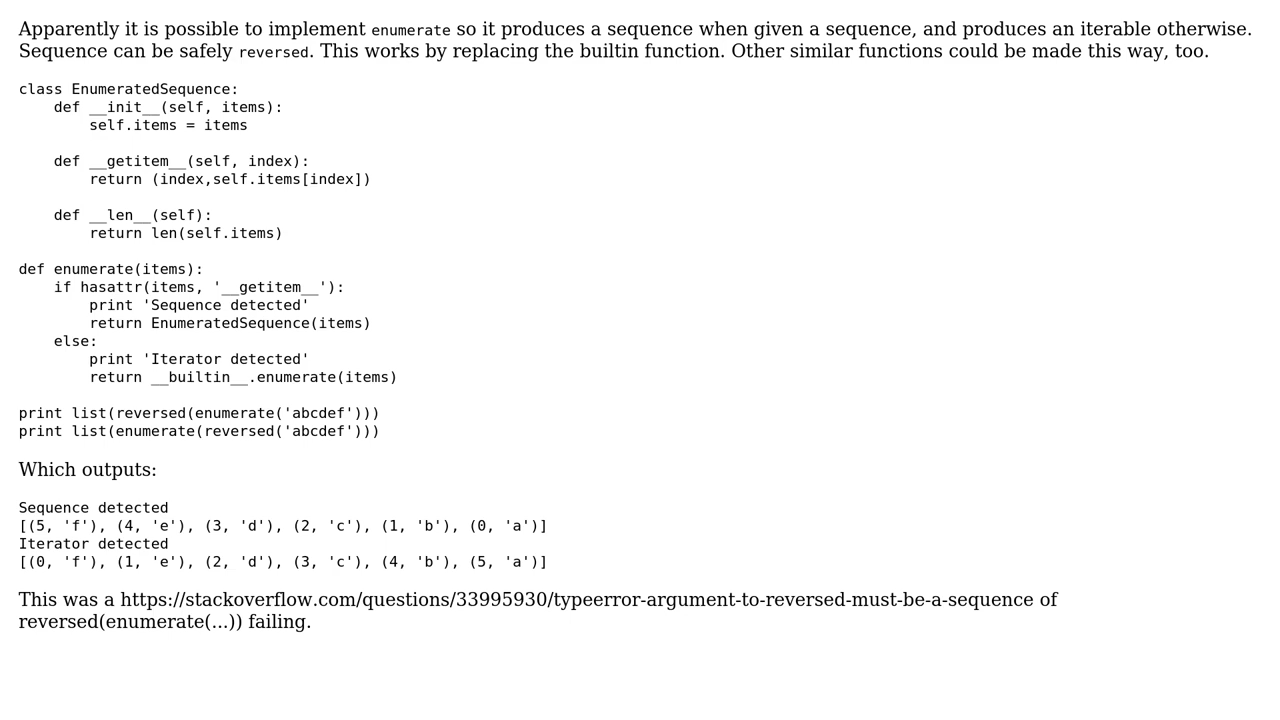 Apparently it is possible to implement enumerate so it produces a sequence when given a sequence, and produces an iterable otherwise.
Sequence can be safely reversed. This works by replacing the builtin function. Other similar functions could be made this way, too.
class EnumeratedSequence:
    def __init__(self, items):
        self.items = items

    def __getitem__(self, index):
        return (index,self.items[index])

    def __len__(self):
        return len(self.items)

def enumerate(items):
    if hasattr(items, '__getitem__'):
        print 'Sequence detected'
        return EnumeratedSequence(items)
    else:
        print 'Iterator detected'
        return __builtin__.enumerate(items)

print list(reversed(enumerate('abcdef')))
print list(enumerate(reversed('abcdef')))
Which outputs:
Sequence detected
[(5, 'f'), (4, 'e'), (3, 'd'), (2, 'c'), (1, 'b'), (0, 'a')]
Iterator detected
[(0, 'f'), (1, 'e'), (2, 'd'), (3, 'c'), (4, 'b'), (5, 'a')]
This was a https://stackoverflow.com/questions/33995930/typeerror-argument-to-reversed-must-be-a-sequence of
reversed(enumerate(...)) failing.